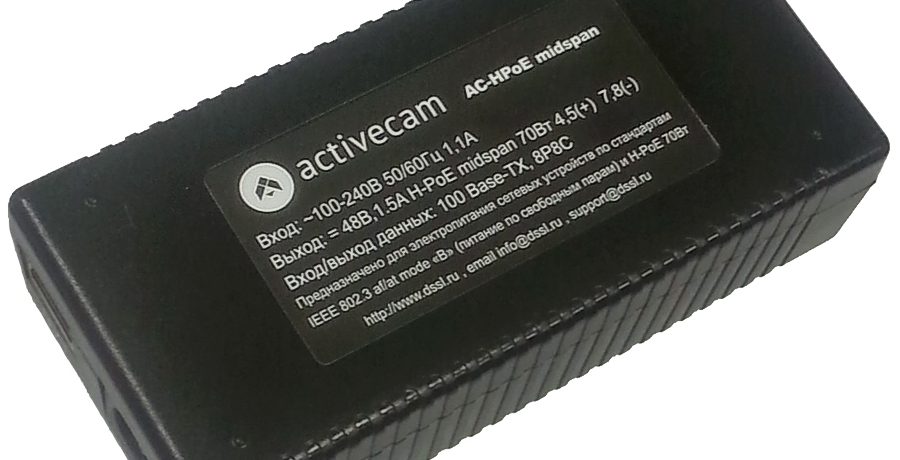 activecam AC-HPoE midspan
Вход: ~100-240В 50/60Гц 1,1А
Выход: = 48В,1.5А H-PoE midspan 70Вт 4,5(+) 7,8(-)
Вход/выход данных: 100 Base-TX, 8P8C
Предназначено для электропитания сетевых устройств по стандартам
IEEE 802.3 af/at mode «В» (питание по свободным парам) и H-PoE 70Вт
http://www.dssl.ru , email info@dssl.ru , support@dssl.ru